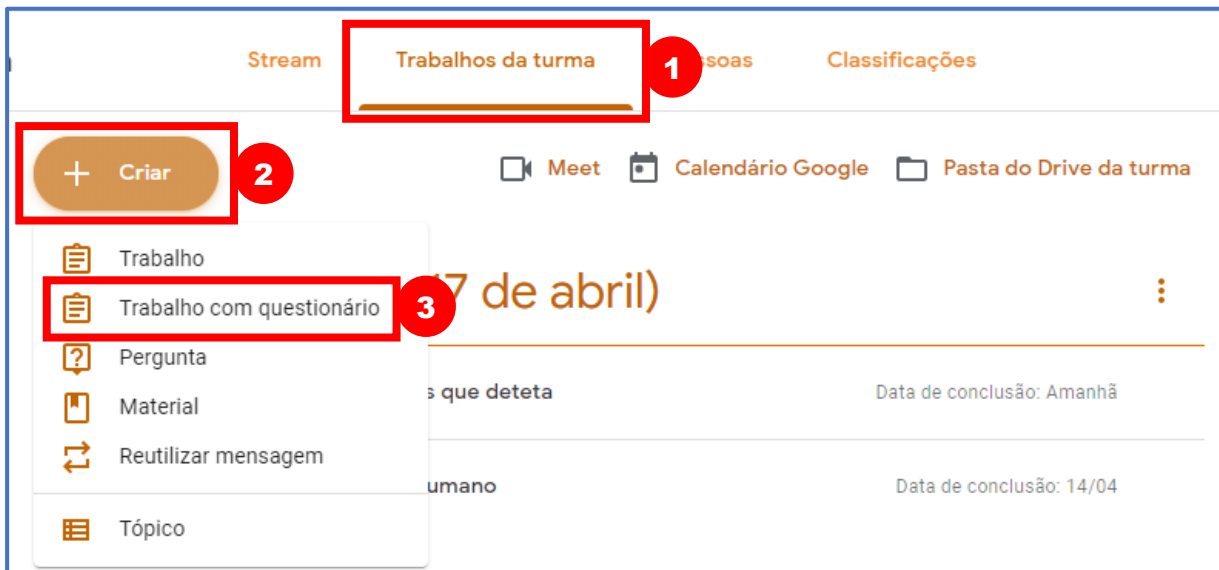 Stream Trabalhos da turma 1 ssoas Classificações
+ Criar 2 Meet Calendário Google Pasta do Drive da turma
Trabalho
Trabalho com questionário 3 7 de abril)
Pergunta
s que deteta Data de conclusão: Amanhã
Material
Reutilizar mensagem
umano Data de conclusão: 14/04
Tópico